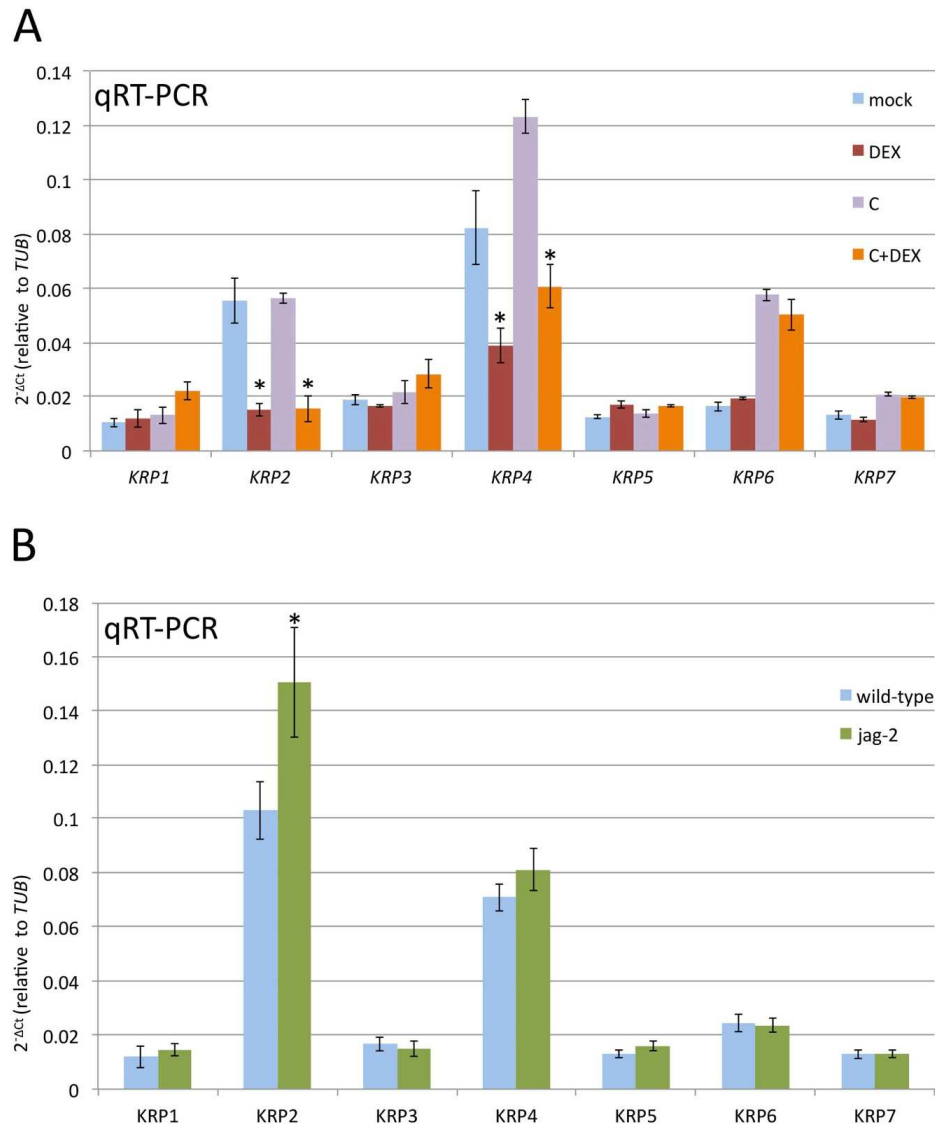 A
qRT-PCR
2^-ΔCt (relative to TUB)
0.14
0.12
0.1
0.08
0.06
0.04
0.02
0
mock
DEX
C
C+DEX
*
*
*
*
KRP1 KRP2 KRP3 KRP4 KRP5 KRP6 KRP7
B
qRT-PCR
2^-ΔCt (relative to TUB)
0.18
0.16
0.14
0.12
0.1
0.08
0.06
0.04
0.02
0
*
wild-type
jag-2
KRP1 KRP2 KRP3 KRP4 KRP5 KRP6 KRP7